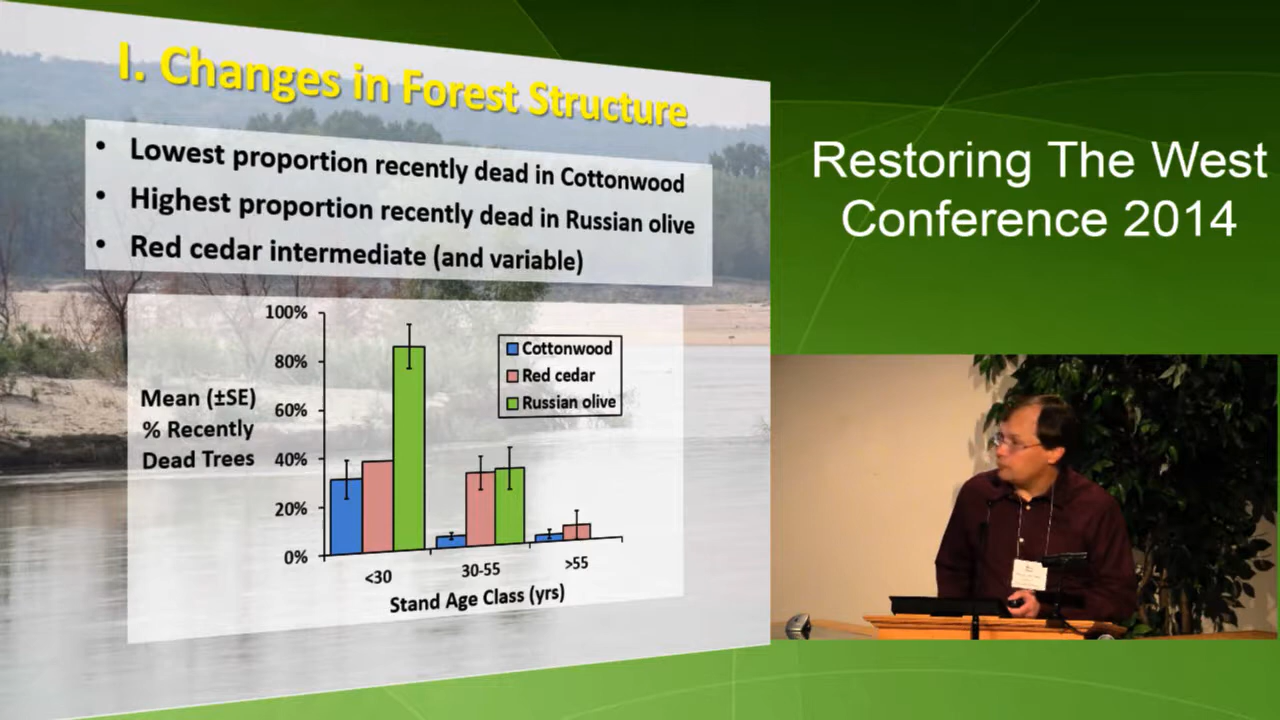 I. Changes in Forest Structure
• Lowest proportion recently dead in Cottonwood
• Highest proportion recently dead in Russian olive
• Red cedar intermediate (and variable)
100%
80%
60%
40%
20%
0%
Mean (±SE)
% Recently
Dead Trees
Cottonwood
Red cedar
Russian olive
<30
30-55
>55
Stand Age Class (yrs)
Restoring The West
Conference 2014